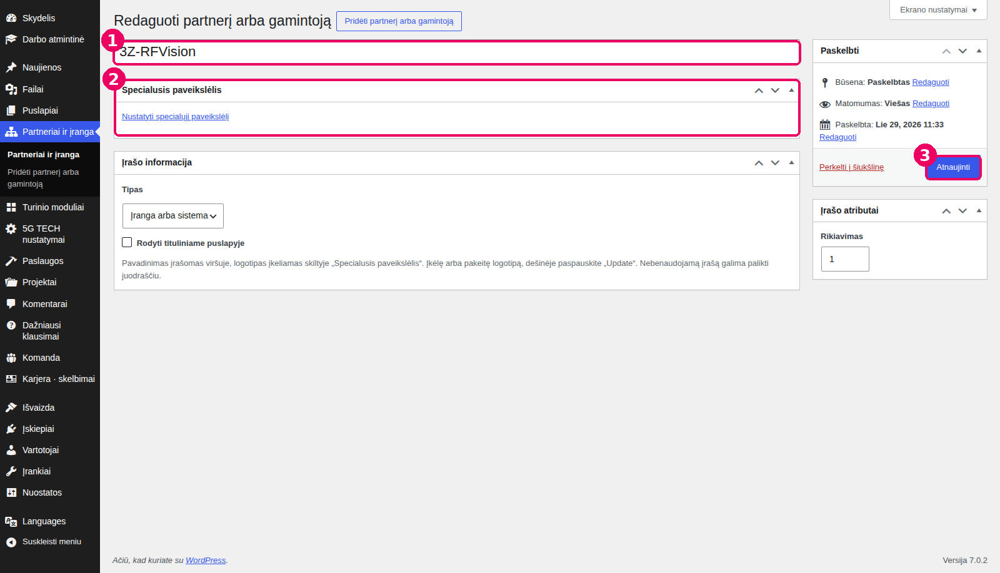 Skydelis
Darbo atmintinė
Naujienos
Failai
Puslapiai
Partneriai ir įranga
Partneriai ir įranga
Pridėti partnerį arba
gamintoją
Turinio moduliai
5G TECH
nustatymai
Paslaugos
Projektai
Komentarai
Dažniausi
klausimai
Komanda
Karjera · skelbimai
Išvaizda
Įskiepiai
Vartotojai
Įrankiai
Nuostatos
Languages
Suskleisti meniu
Ekrano nustatymai
Redaguoti partnerį arba gamintoją
Pridėti partnerį arba gamintoją
1
3Z-RFVision
2
Specialusis paveikslėlis
Nustatyti specialųjį paveikslėlį
Įrašo informacija
Tipas
Įranga arba sistema
Rodyti tituliniame puslapyje
Pavadinimas įrašomas viršuje, logotipas įkeliamas skiltyje „Specialusis paveikslėlis“. Įkėlę arba pakeitę logotipą, dešinėje paspauskite „Update“. Nebenaudojamą įrašą galima palikti
juodraščiu.
Paskelbti
Būsena: Paskelbtas Redaguoti
Matomumas: Viešas Redaguoti
Paskelbta: Lie 29, 2026 11:33
Redaguoti
3
Perkelti į šiukšlinę
Atnaujinti
Įrašo atributai
Rikiavimas
1
Ačiū, kad kuriate su WordPress.
Versija 7.0.2